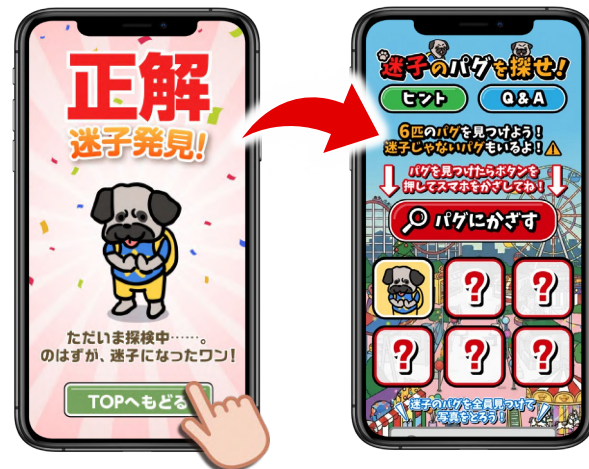 正解
迷子発見!
ただいま探検中……。
のはずが、迷子になったワン!
TOPへもどる
迷子のパグを探せ!
ヒント
Q&A
6匹のパグを見つけよう!
迷子じゃないパグもいるよ!
パグを見つけたらボタンを
押してスマホをかざしてね!
パグにかざす
?
?
?
?
?
迷子のパグを全員見つけて
写真をとろう!